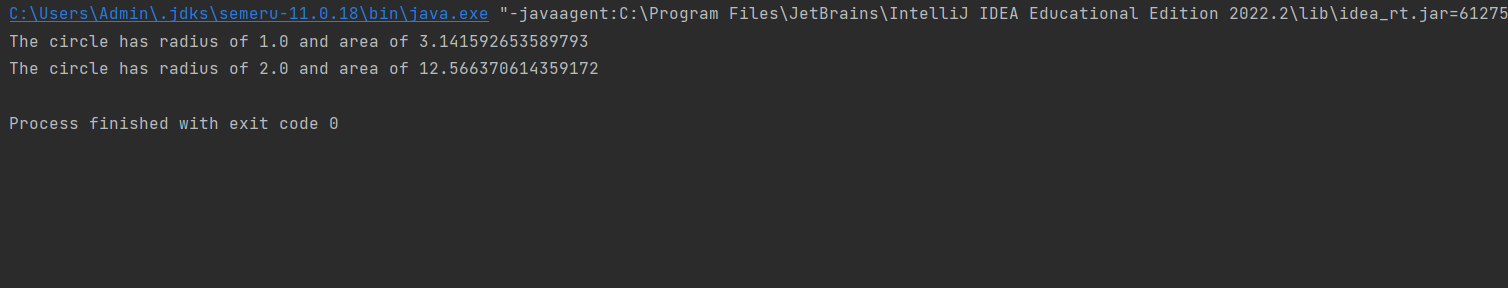 C:\Users\Admin\.jdks\semeru-11.0.18\bin\java.exe "-javaagent:C:\Program Files\JetBrains\IntelliJ IDEA Educational Edition 2022.2\lib\idea_rt.jar=61275
The circle has radius of 1.0 and area of 3.141592653589793
The circle has radius of 2.0 and area of 12.566370614359172
Process finished with exit code 0